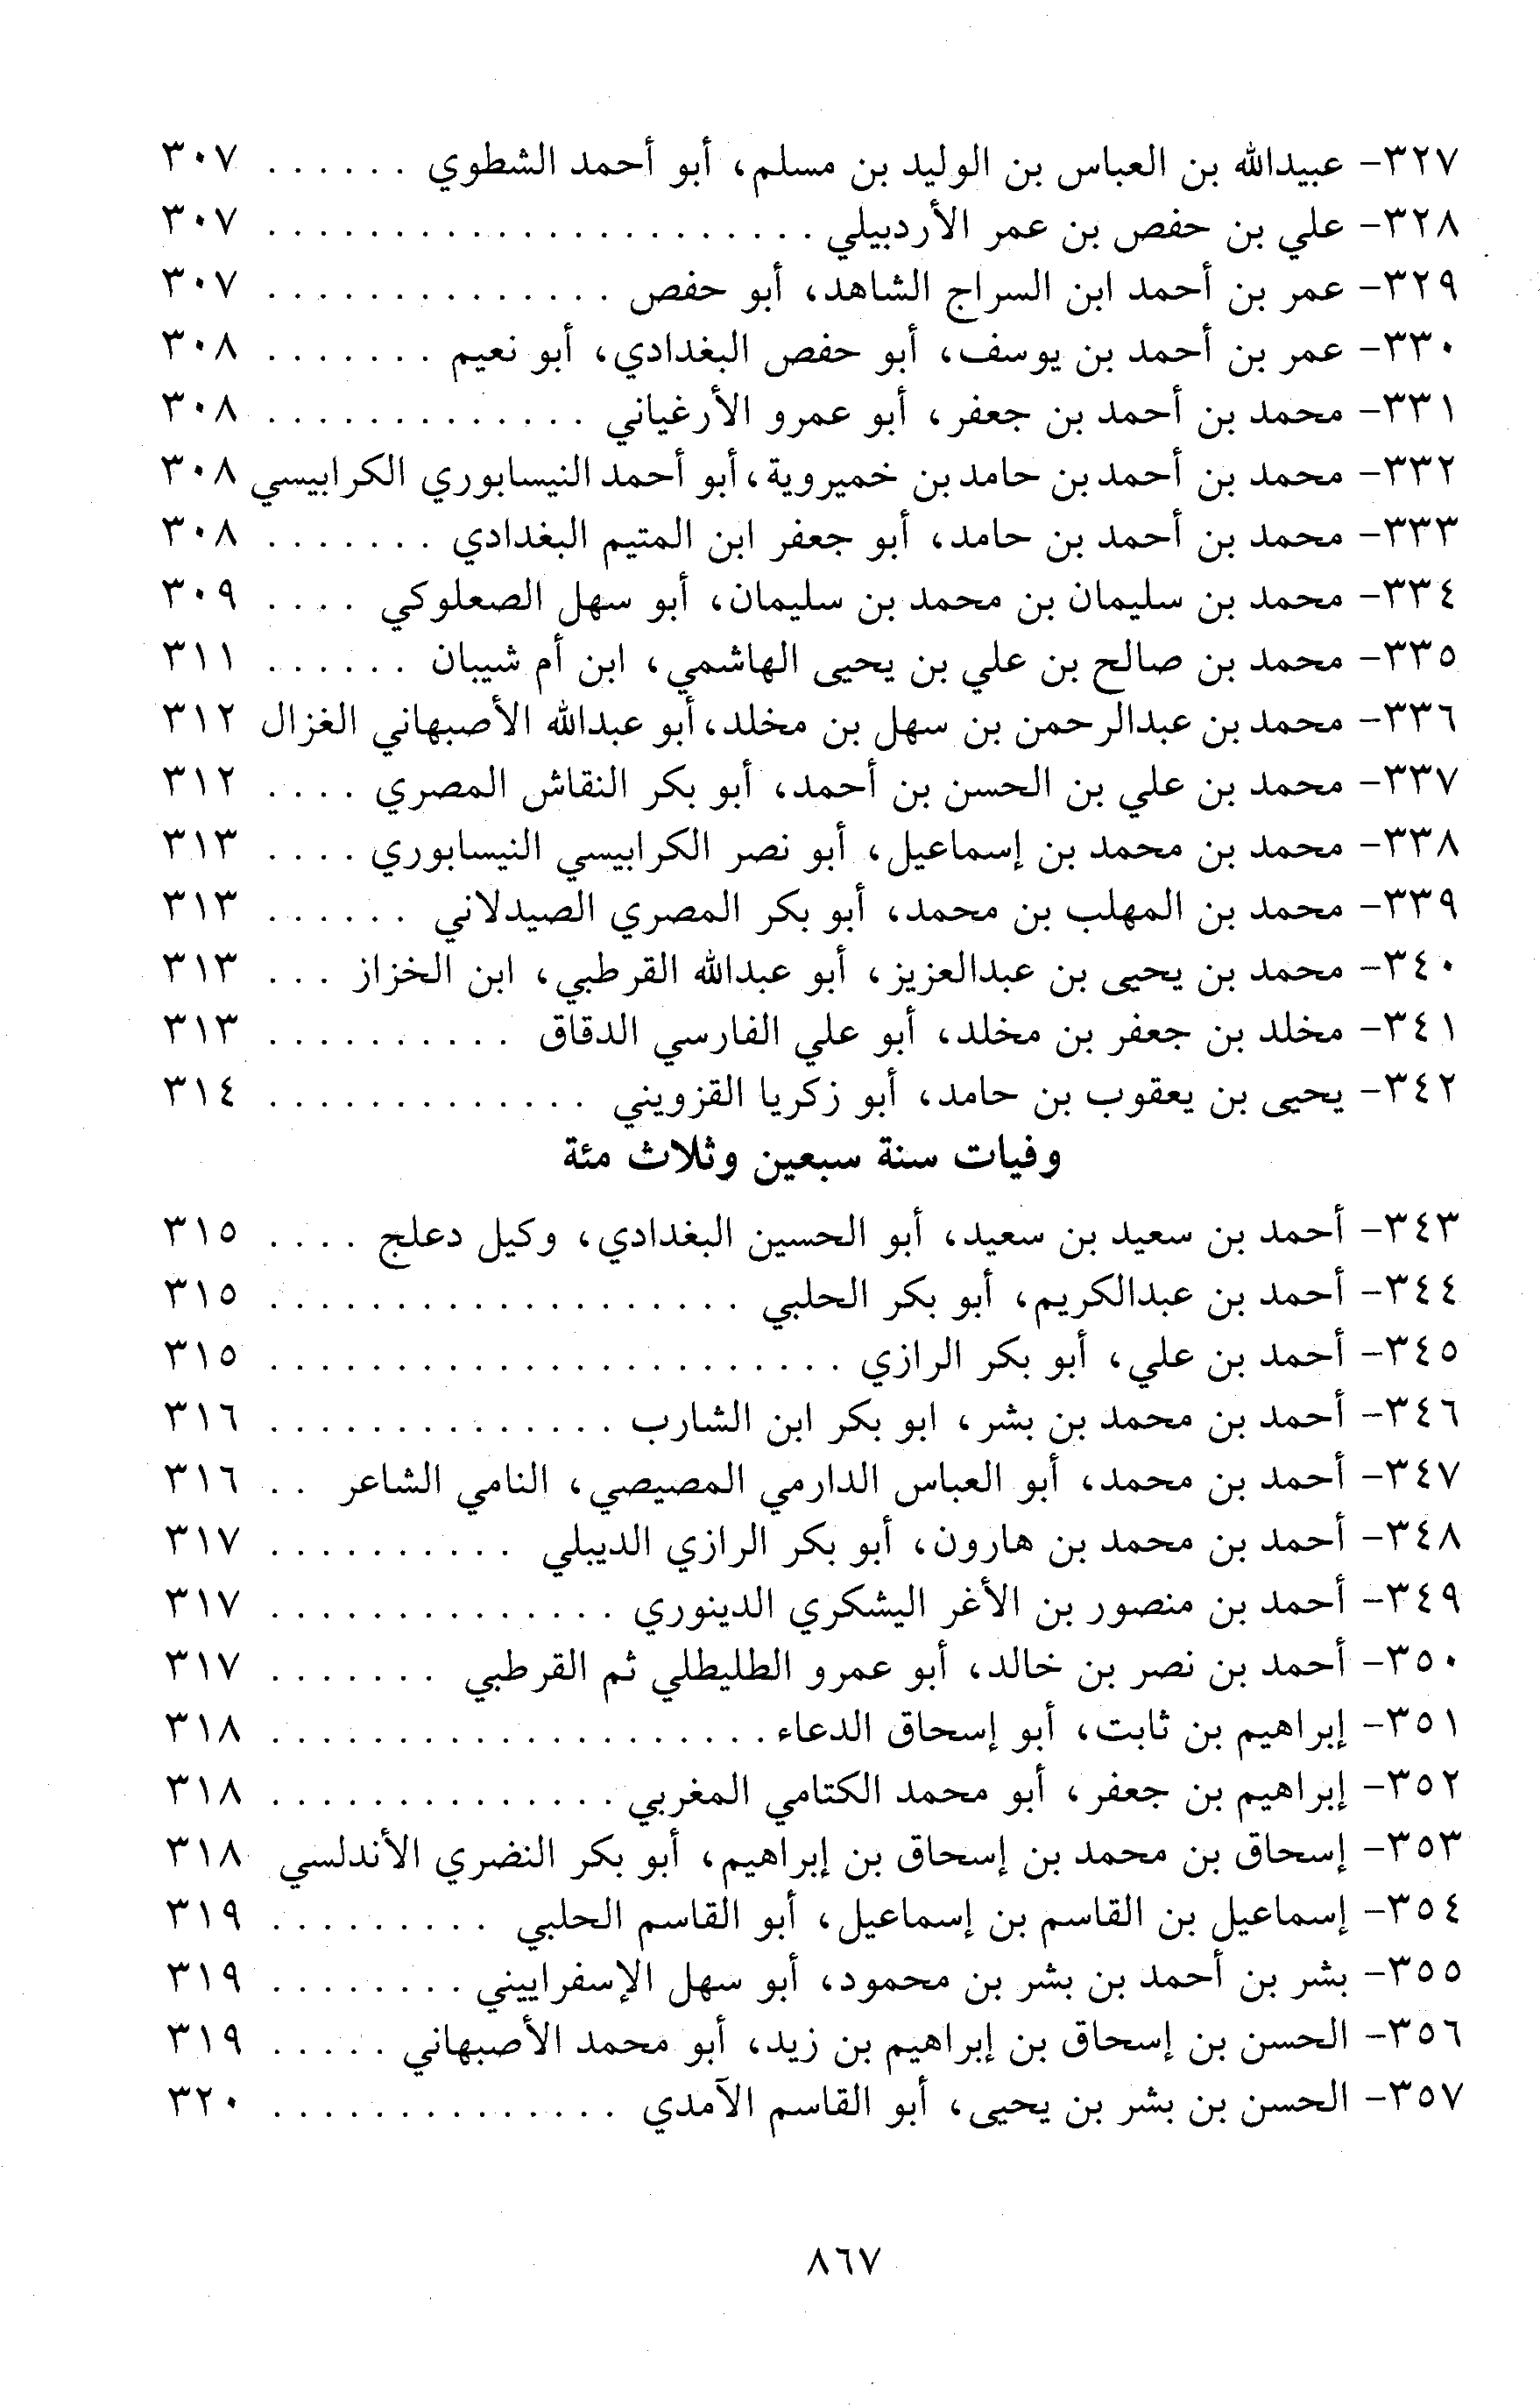 ٣٢٧- عبيدالله بن العباس بن الوليد بن مسلم، أبو أحمد الشطوي ...... ٣٠٧
٣٢٨- علي بن حفص بن عمر الأردبيلي ...................... ٣٠٧
٣٢٩- عمر بن أحمد ابن السراج الشاهد، أبو حفص .............. ٣٠٧
٣٣٠- عمر بن أحمد بن يوسف، أبو حفص البغدادي، أبو نعيم ....... ٣٠٨
٣٣١- محمد بن أحمد بن جعفر، أبو عمرو الأرغياني ............. ٣٠٨
٣٣٢- محمد بن أحمد بن حامد بن خميروية، أبو أحمد النيسابوري الكرابيسي ٣٠٨
٣٣٣- محمد بن أحمد بن حامد، أبو جعفر ابن المتيم البغدادي ....... ٣٠٨
٣٣٤- محمد بن سليمان بن محمد بن سليمان، أبو سهل الصعلوكي .... ٣٠٩
٣٣٥- محمد بن صالح بن علي بن يحيى الهاشمي، ابن أم شيبان ...... ٣١١
٣٣٦- محمد بن عبدالرحمن بن سهل بن مخلد، أبو عبدالله الأصبهاني الغزال ٣١٢
٣٣٧- محمد بن علي بن الحسن بن أحمد، أبو بكر النقاش المصري .... ٣١٢
٣٣٨- محمد بن محمد بن إسماعيل، أبو نصر الكرابيسي النيسابوري .... ٣١٣
٣٣٩- محمد بن المهلب بن محمد، أبو بكر المصري الصيدلاني ...... ٣١٣
٣٤٠- محمد بن يحيى بن عبدالعزيز، أبو عبدالله القرطبي، ابن الخزاز ... ٣١٣
٣٤١- مخلد بن جعفر بن مخلد، أبو علي الفارسي الدقاق .......... ٣١٣
٣٤٢- يحيى بن يعقوب بن حامد، أبو زكريا القزويني ............. ٣١٤
وفيات سنة سبعين وثلاث مئة
٣٤٣- أحمد بن سعيد بن سعيد، أبو الحسين البغدادي، وكيل دعلج .... ٣١٥
٣٤٤- أحمد بن عبدالكريم، أبو بكر الحلبي ................... ٣١٥
٣٤٥- أحمد بن علي، أبو بكر الرازي ....................... ٣١٥
٣٤٦- أحمد بن محمد بن بشر، ابو بكر ابن الشارب .............. ٣١٦
٣٤٧- أحمد بن محمد، أبو العباس الدارمي المصيصي، النامي الشاعر .. ٣١٦
٣٤٨- أحمد بن محمد بن هارون، أبو بكر الرازي الديبلي .......... ٣١٧
٣٤٩- أحمد بن منصور بن الأغر اليشكري الدينوري .............. ٣١٧
٣٥٠- أحمد بن نصر بن خالد، أبو عمرو الطليطلي ثم القرطبي ....... ٣١٧
٣٥١- إبراهيم بن ثابت، أبو إسحاق الدعاء .................... ٣١٨
٣٥٢- إبراهيم بن جعفر، أبو محمد الكتامي المغربي .............. ٣١٨
٣٥٣- إسحاق بن محمد بن إسحاق بن إبراهيم، أبو بكر النضري الأندلسي ٣١٨
٣٥٤- إسماعيل بن القاسم بن إسماعيل، أبو القاسم الحلبي ......... ٣١٩
٣٥٥- بشر بن أحمد بن بشر بن محمود، أبو سهل الإسفراييني ........ ٣١٩
٣٥٦- الحسن بن إسحاق بن إبراهيم بن زيد، أبو محمد الأصبهاني ..... ٣١٩
٣٥٧- الحسن بن بشر بن يحيى، أبو القاسم الآمدي .............. ٣٢٠
٨٦٧